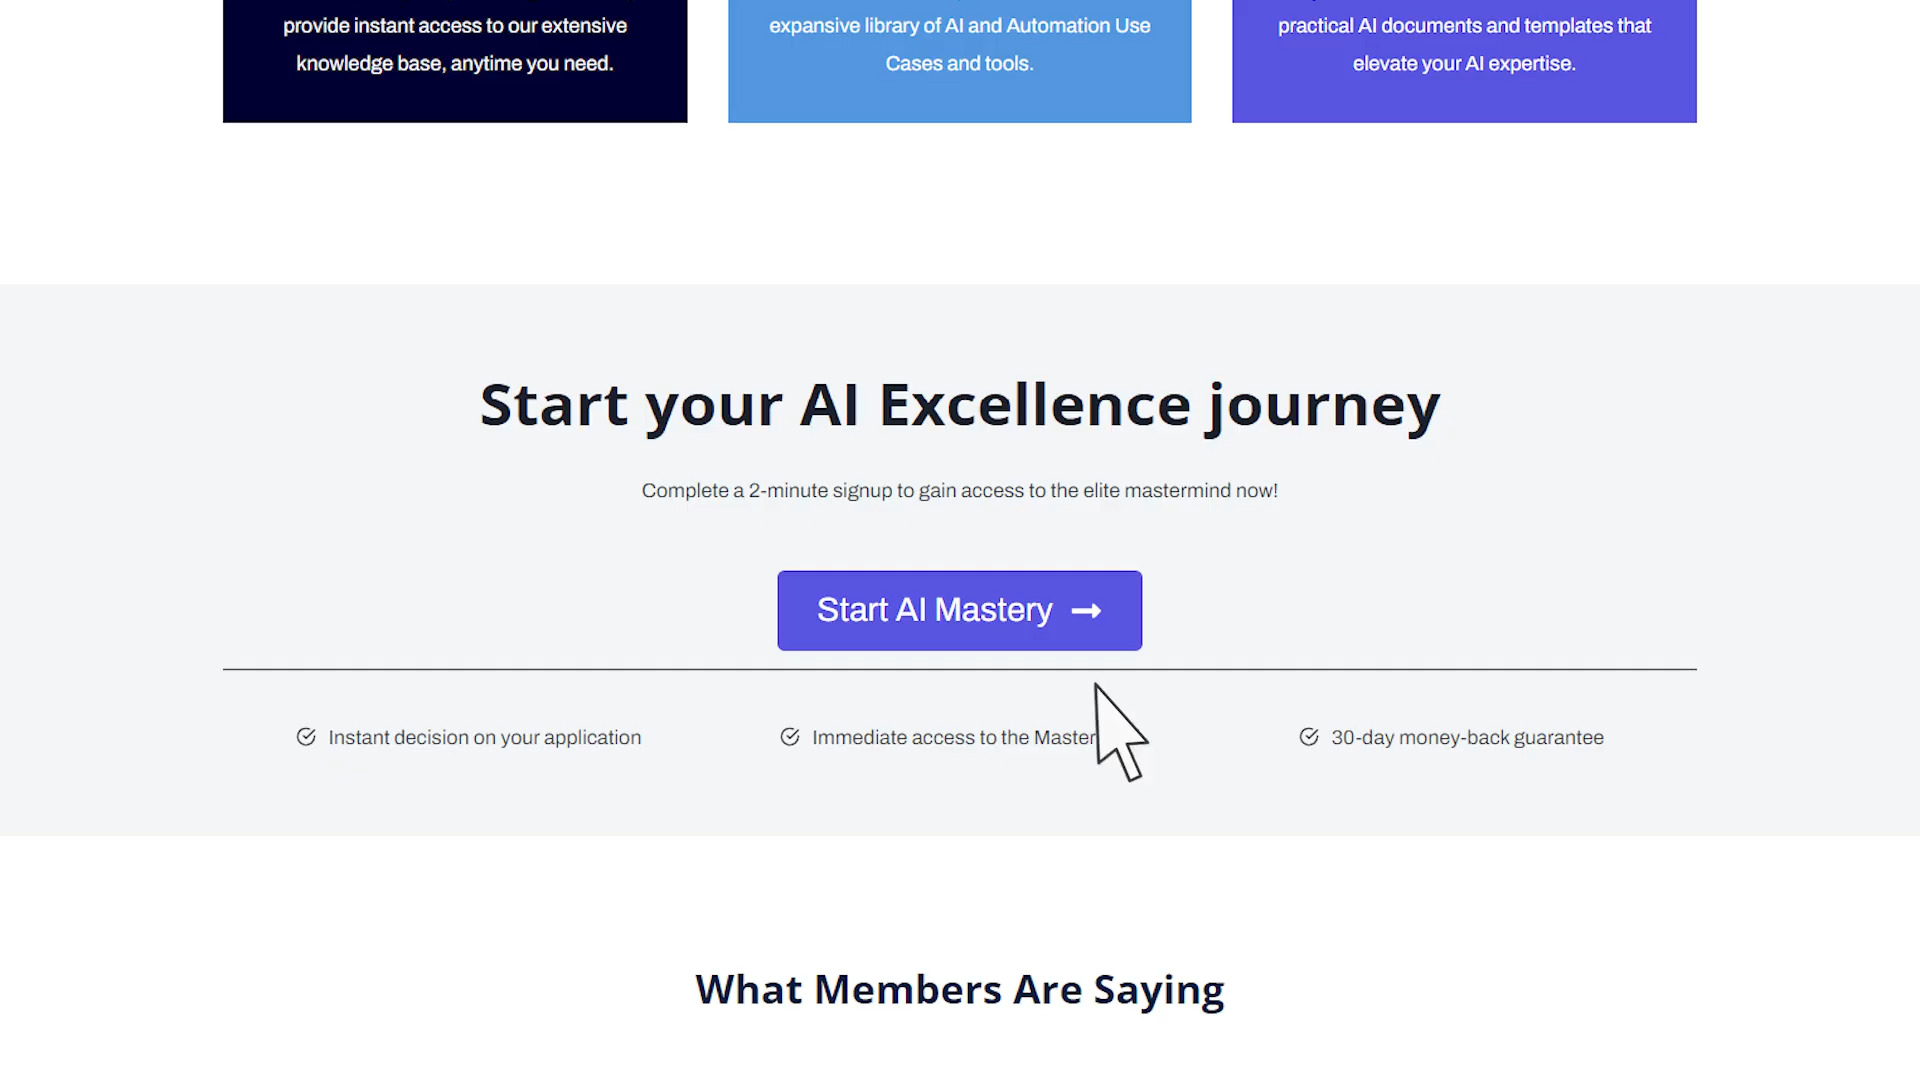 provide instant access to our extensive
knowledge base, anytime you need.
expansive library of AI and Automation Use
Cases and tools.
practical AI documents and templates that
elevate your AI expertise.
Start your AI Excellence journey
Complete a 2-minute signup to gain access to the elite mastermind now!
Start AI Mastery
Instant decision on your application
Immediate access to the Master
30-day money-back guarantee
What Members Are Saying